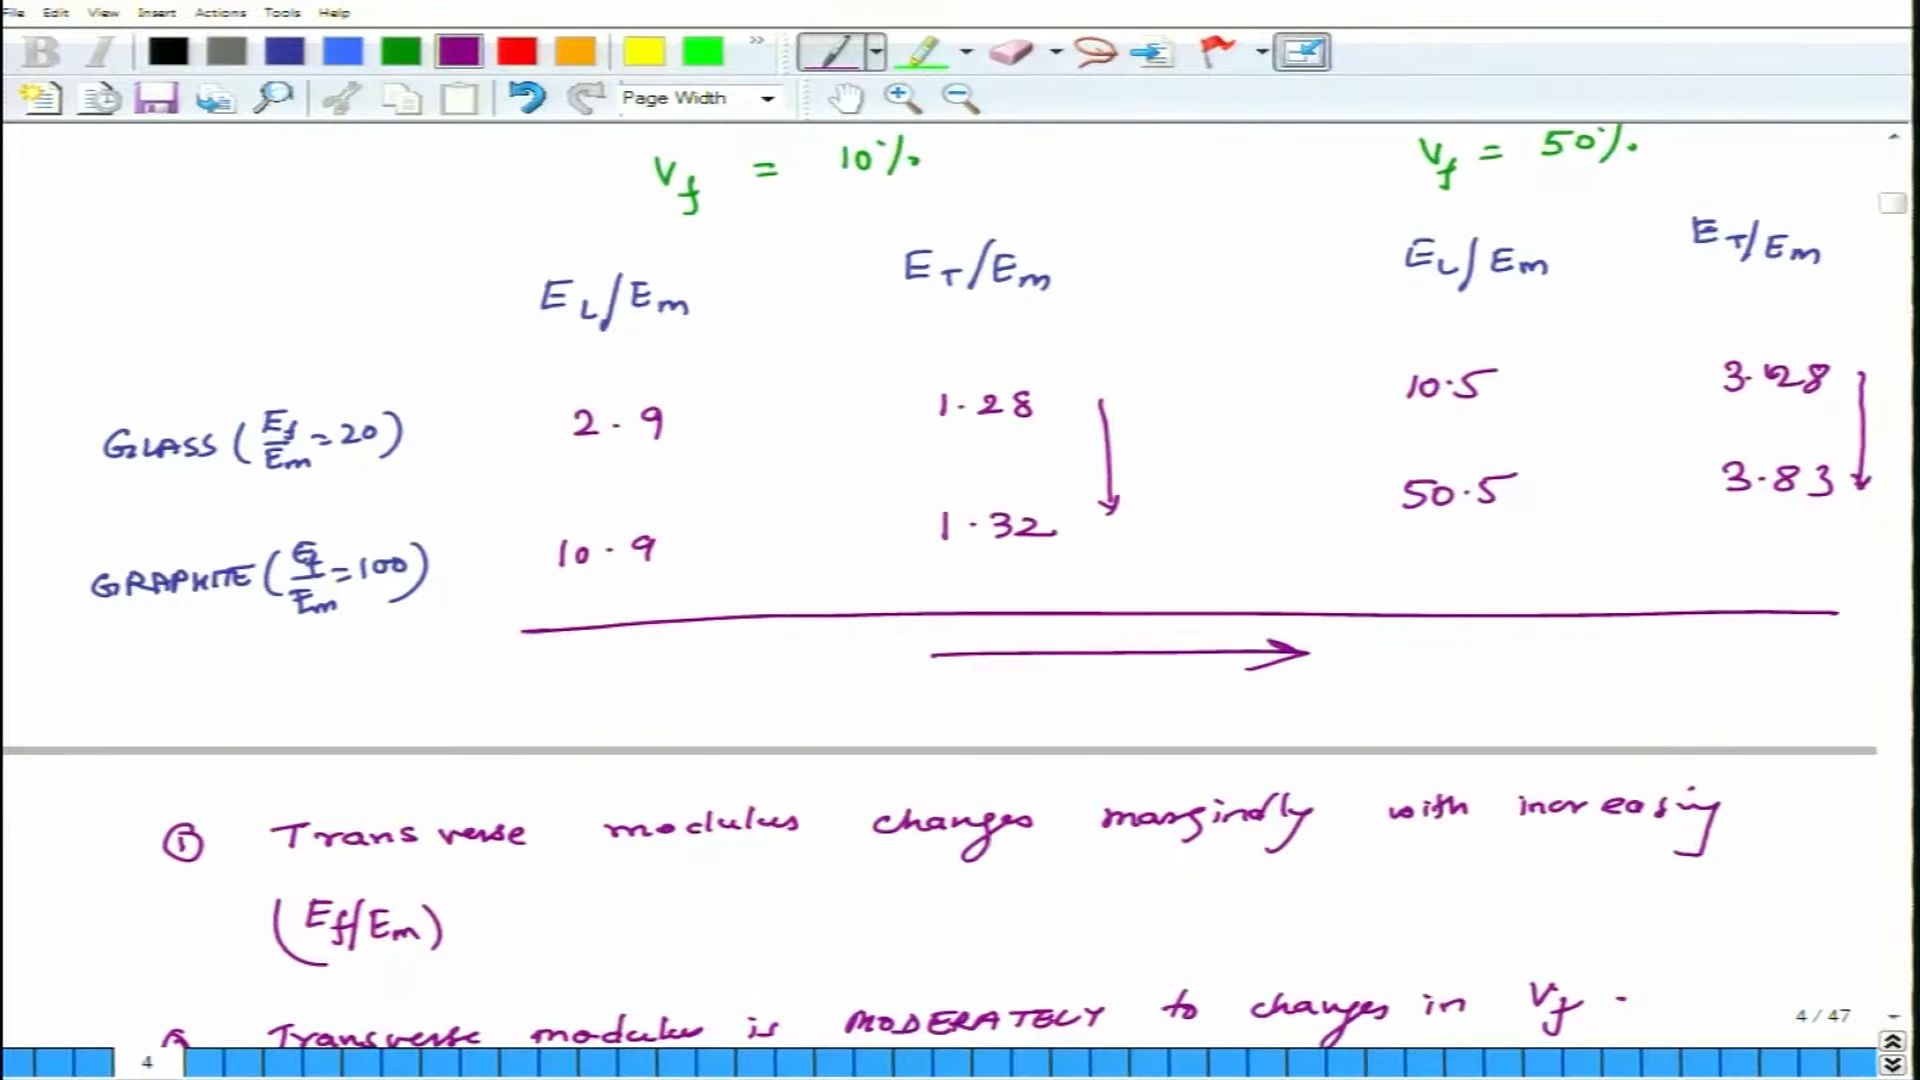 File Edit View Insert Actions Tools Help
B I
Page Width
Vf = 10% Vf = 50%
EL/Em ET/Em EL/Em ET/Em
GLASS (Ef/Em = 20) 2.9 1.28 10.5 3.128
GRAPHITE (Ef/Em = 100) 10.9 1.32 50.5 3.83
① Transverse modulus changes marginally with increasing
(Ef/Em)
Transverse modulus is MODERATELY to changes in Vf.
4 / 47
4